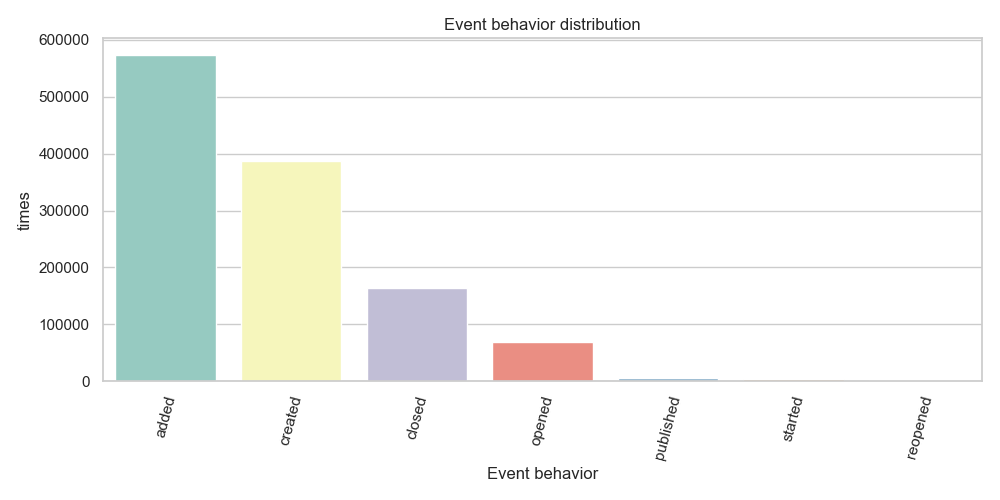 Event behavior distribution
600000
500000
400000
300000
200000
100000
0
times
added
created
closed
opened
published
started
reopened
Event behavior